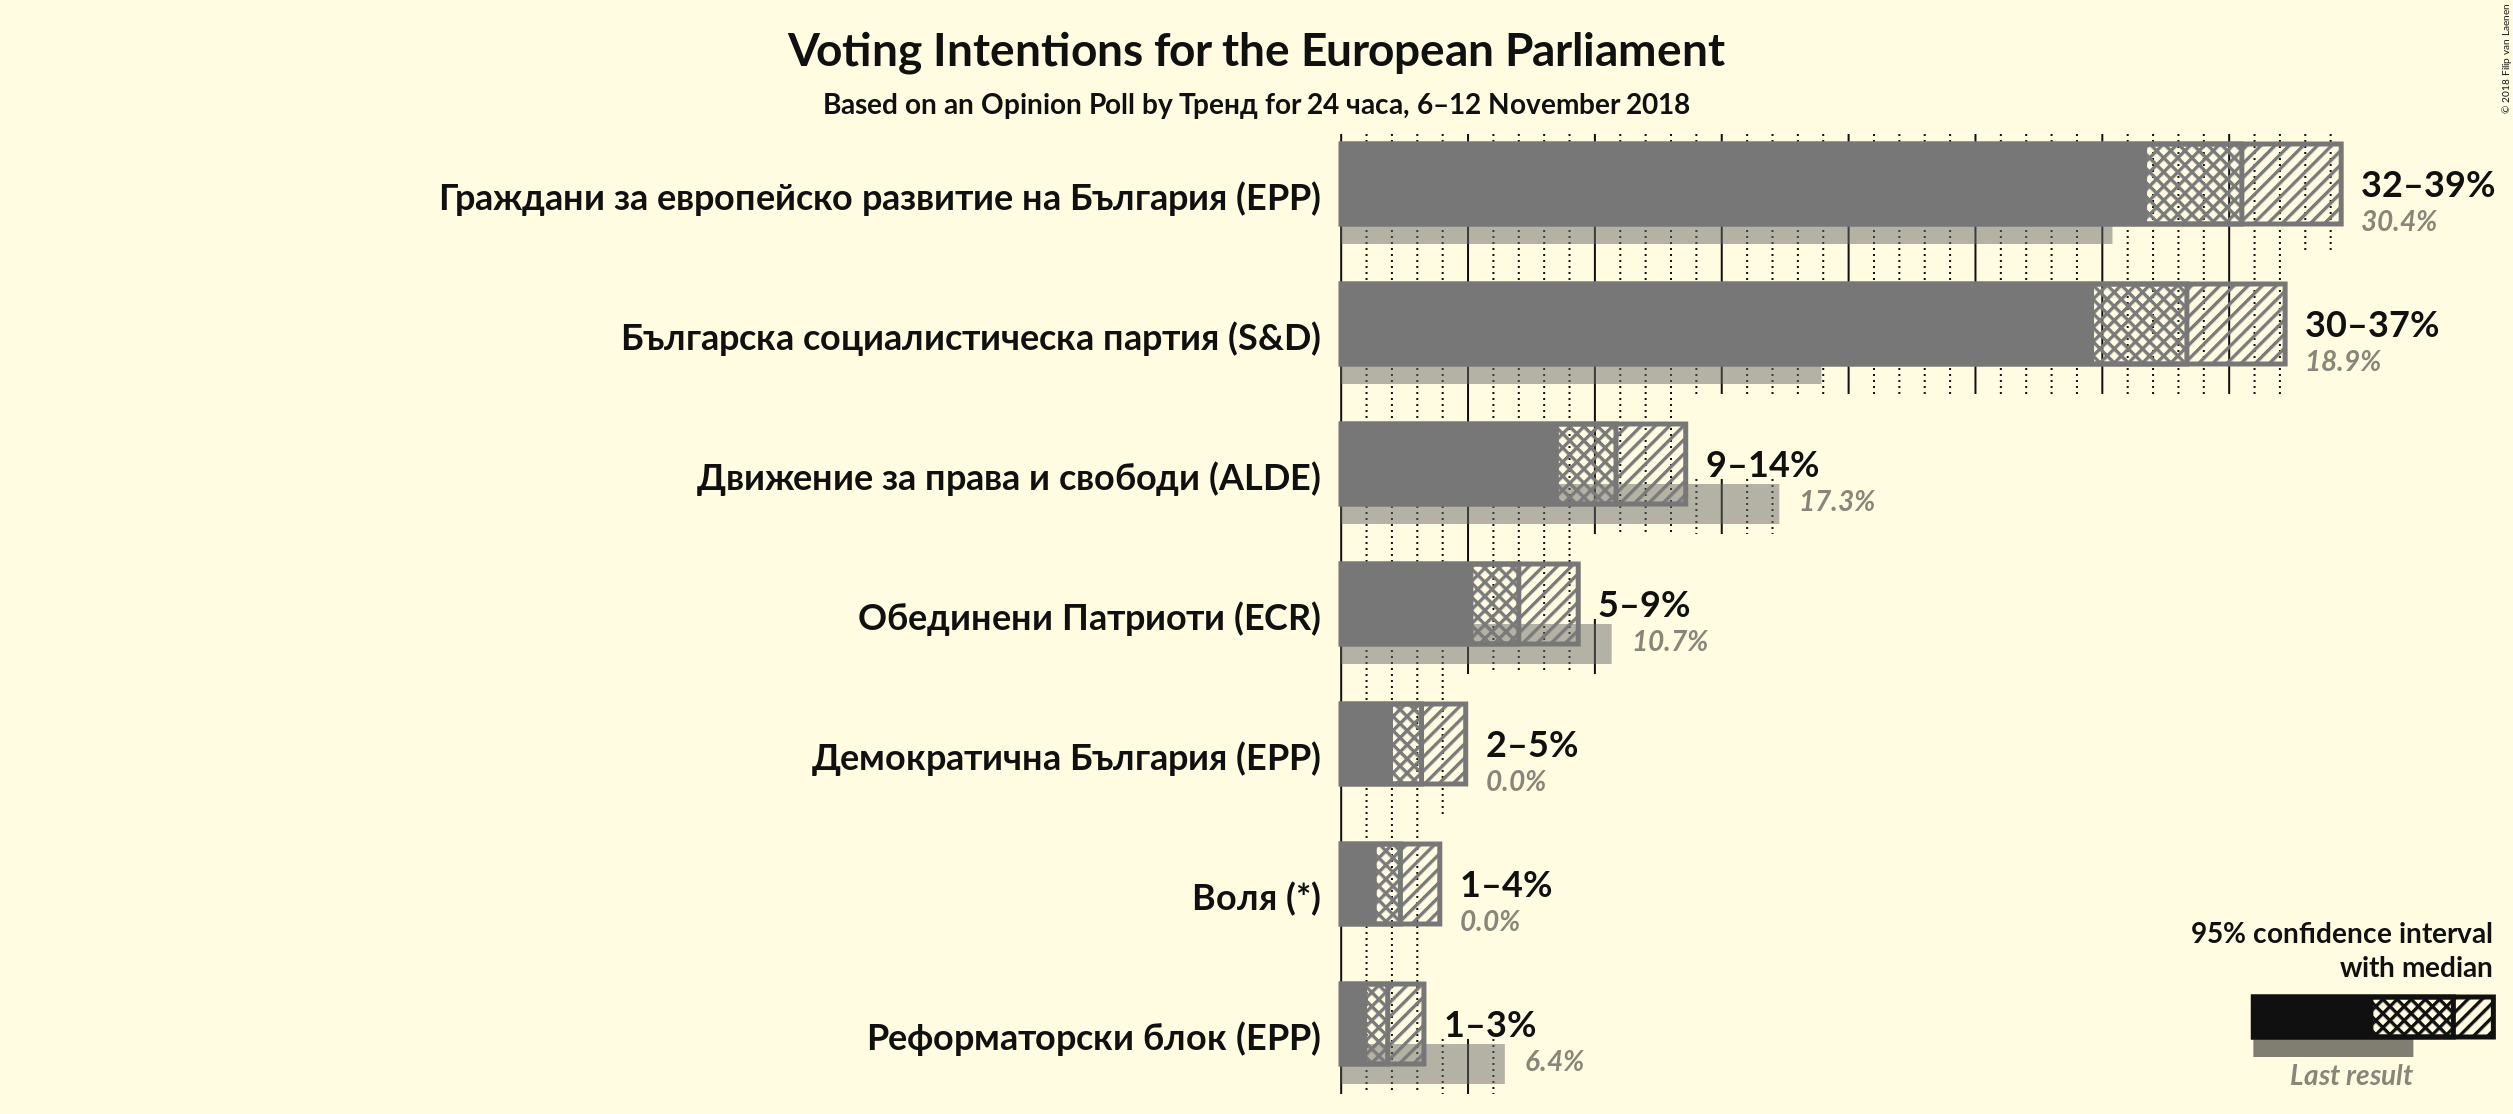 Voting Intentions for the European Parliament
Based on an Opinion Poll by Тренд for 24 часа, 6–12 November 2018
© 2018 Filip van Laenen
Граждани за европейско развитие на България (EPP)
32–39%
30.4%
Българска социалистическа партия (S&D)
30–37%
18.9%
Движение за права и свободи (ALDE)
9–14%
17.3%
Обединени Патриоти (ECR)
5–9%
10.7%
Демократична България (EPP)
2–5%
0.0%
Воля (*)
1–4%
0.0%
Реформаторски блок (EPP)
1–3%
6.4%
95% confidence interval
with median
Last result